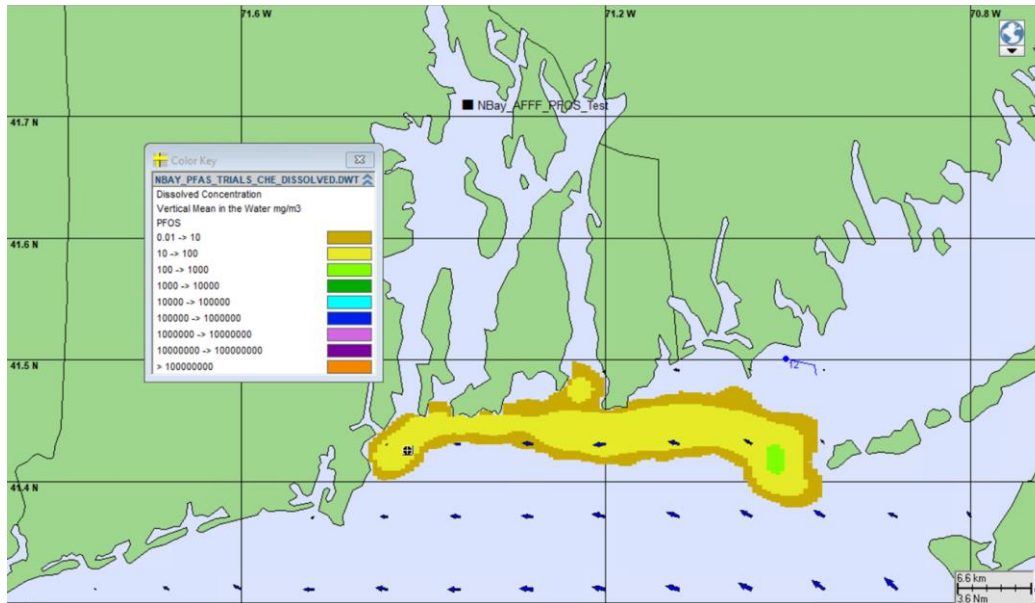 71.6 W
71.2 W
70.8 W
NBay_AFFF_PFOS_Test
41.7 N
Color Key
NBAY_PFAS_TRIALS_CHE_DISSOLVED.DWT
Dissolved Concentration
Vertical Mean in the Water mg/m3
PFOS
0.01 -> 10
10 -> 100
100 -> 1000
1000 -> 10000
10000 -> 100000
100000 -> 1000000
1000000 -> 10000000
10000000 -> 100000000
> 100000000
41.6 N
41.5 N
12
41.4 N
6.6 km
3.6 Nm